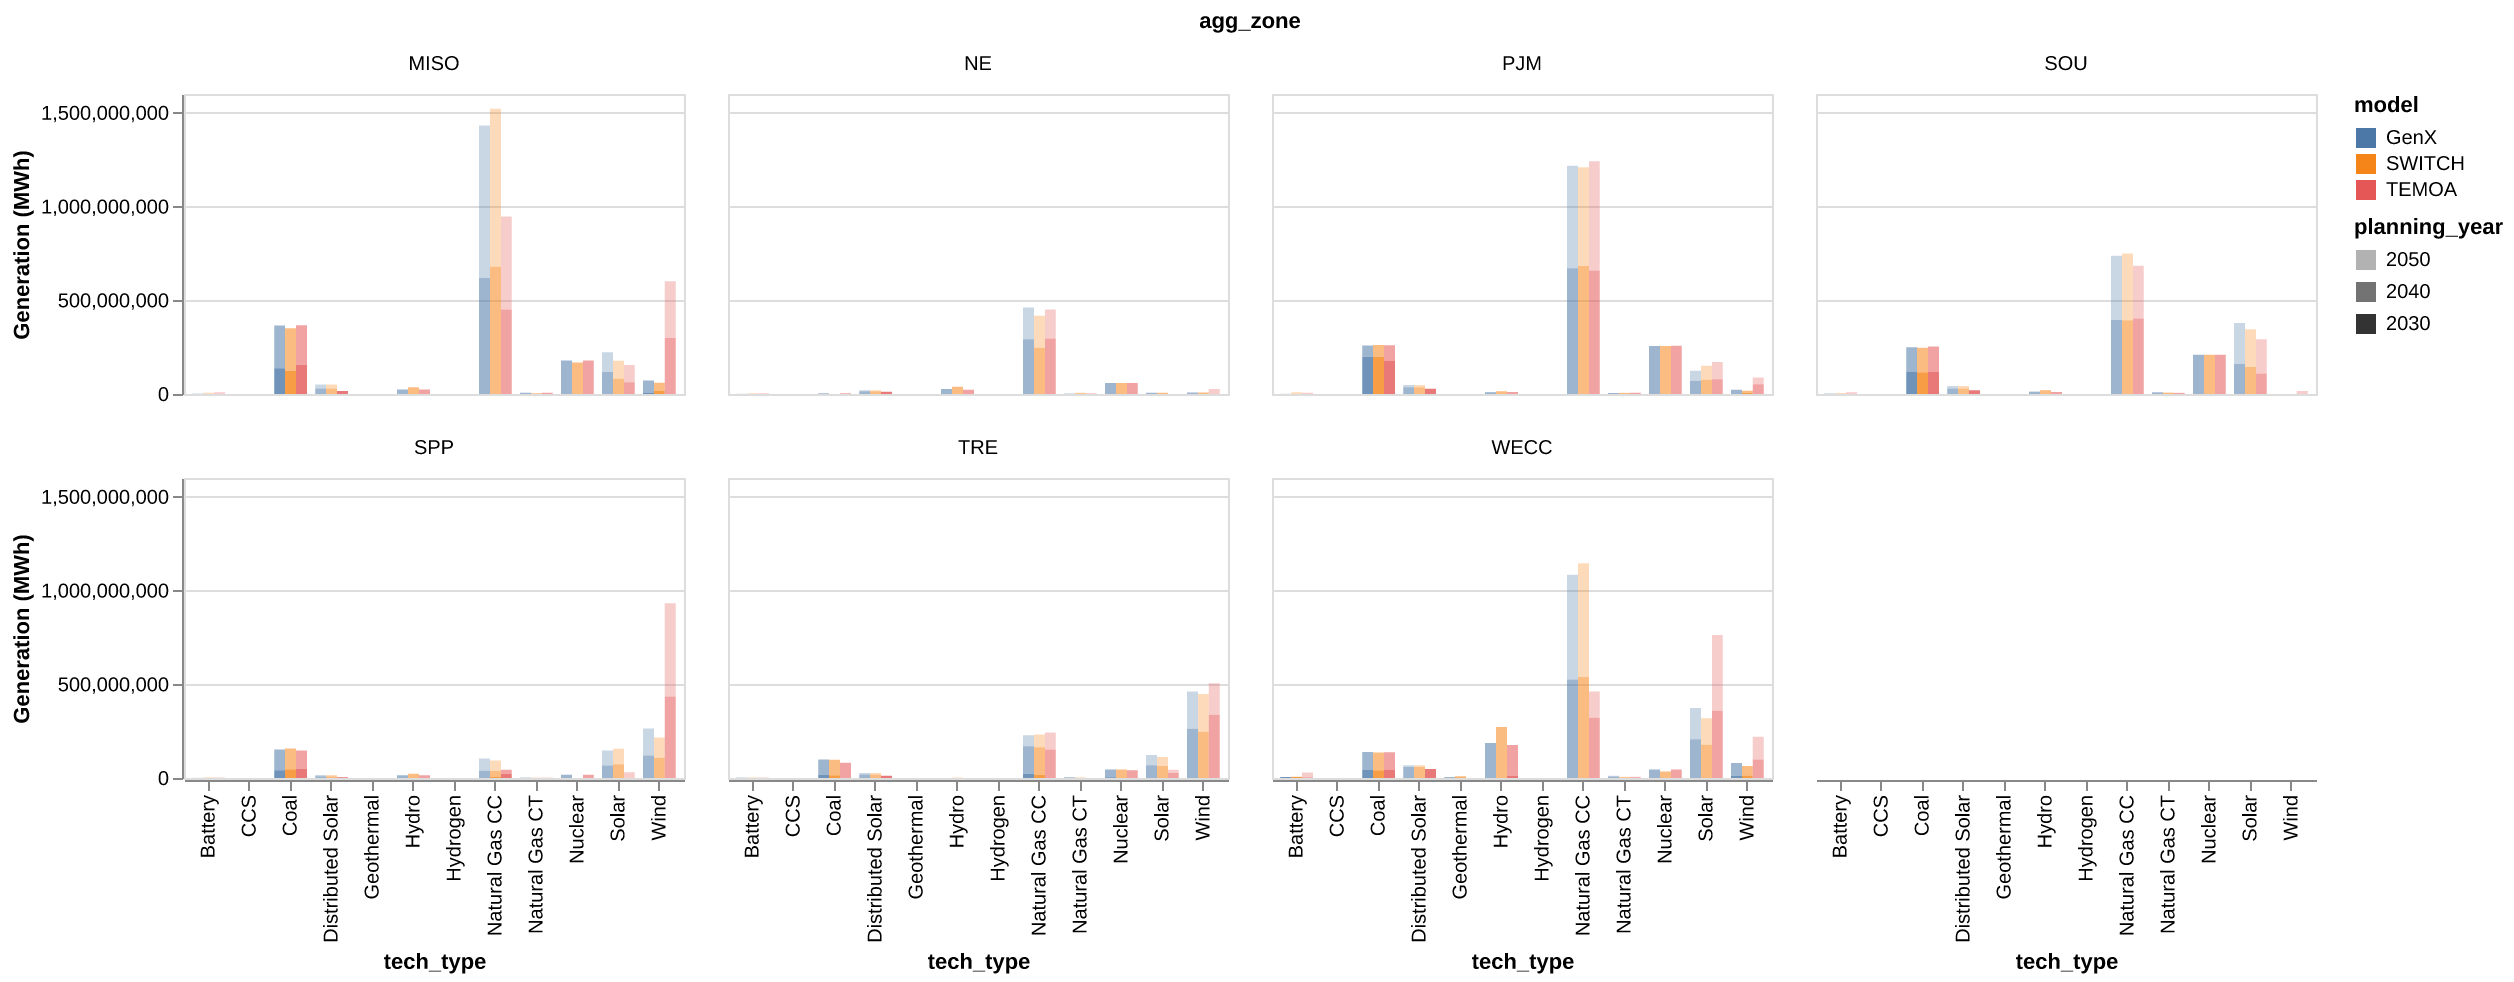 agg_zone
MISO
NE
PJM
SOU
Generation (MWh)
1,500,000,000
1,000,000,000
500,000,000
0
model
GenX
SWITCH
TEMOA
planning_year
2050
2040
2030
SPP
TRE
WECC
Generation (MWh)
1,500,000,000
1,000,000,000
500,000,000
0
Battery
CCS
Coal
Distributed Solar
Geothermal
Hydro
Hydrogen
Natural Gas CC
Natural Gas CT
Nuclear
Solar
Wind
tech_type
Battery
CCS
Coal
Distributed Solar
Geothermal
Hydro
Hydrogen
Natural Gas CC
Natural Gas CT
Nuclear
Solar
Wind
tech_type
Battery
CCS
Coal
Distributed Solar
Geothermal
Hydro
Hydrogen
Natural Gas CC
Natural Gas CT
Nuclear
Solar
Wind
tech_type
Battery
CCS
Coal
Distributed Solar
Geothermal
Hydro
Hydrogen
Natural Gas CC
Natural Gas CT
Nuclear
Solar
Wind
tech_type